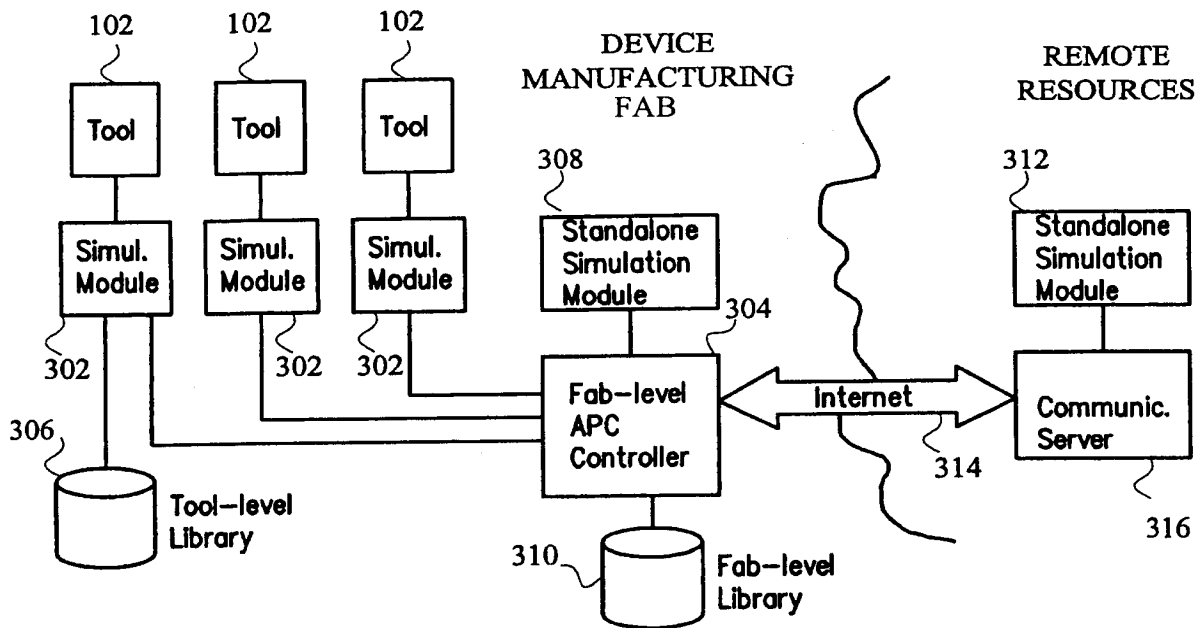 102
102
102
DEVICE
MANUFACTURING
FAB
REMOTE
RESOURCES
Tool
Tool
Tool
308
312
Simul.
Module
Simul.
Module
Simul.
Module
Standalone
Simulation
Module
Standalone
Simulation
Module
302
302
302
304
Fab-level
APC
Controller
Internet
314
Communic.
Server
316
306
Tool-level
Library
310
Fab-level
Library